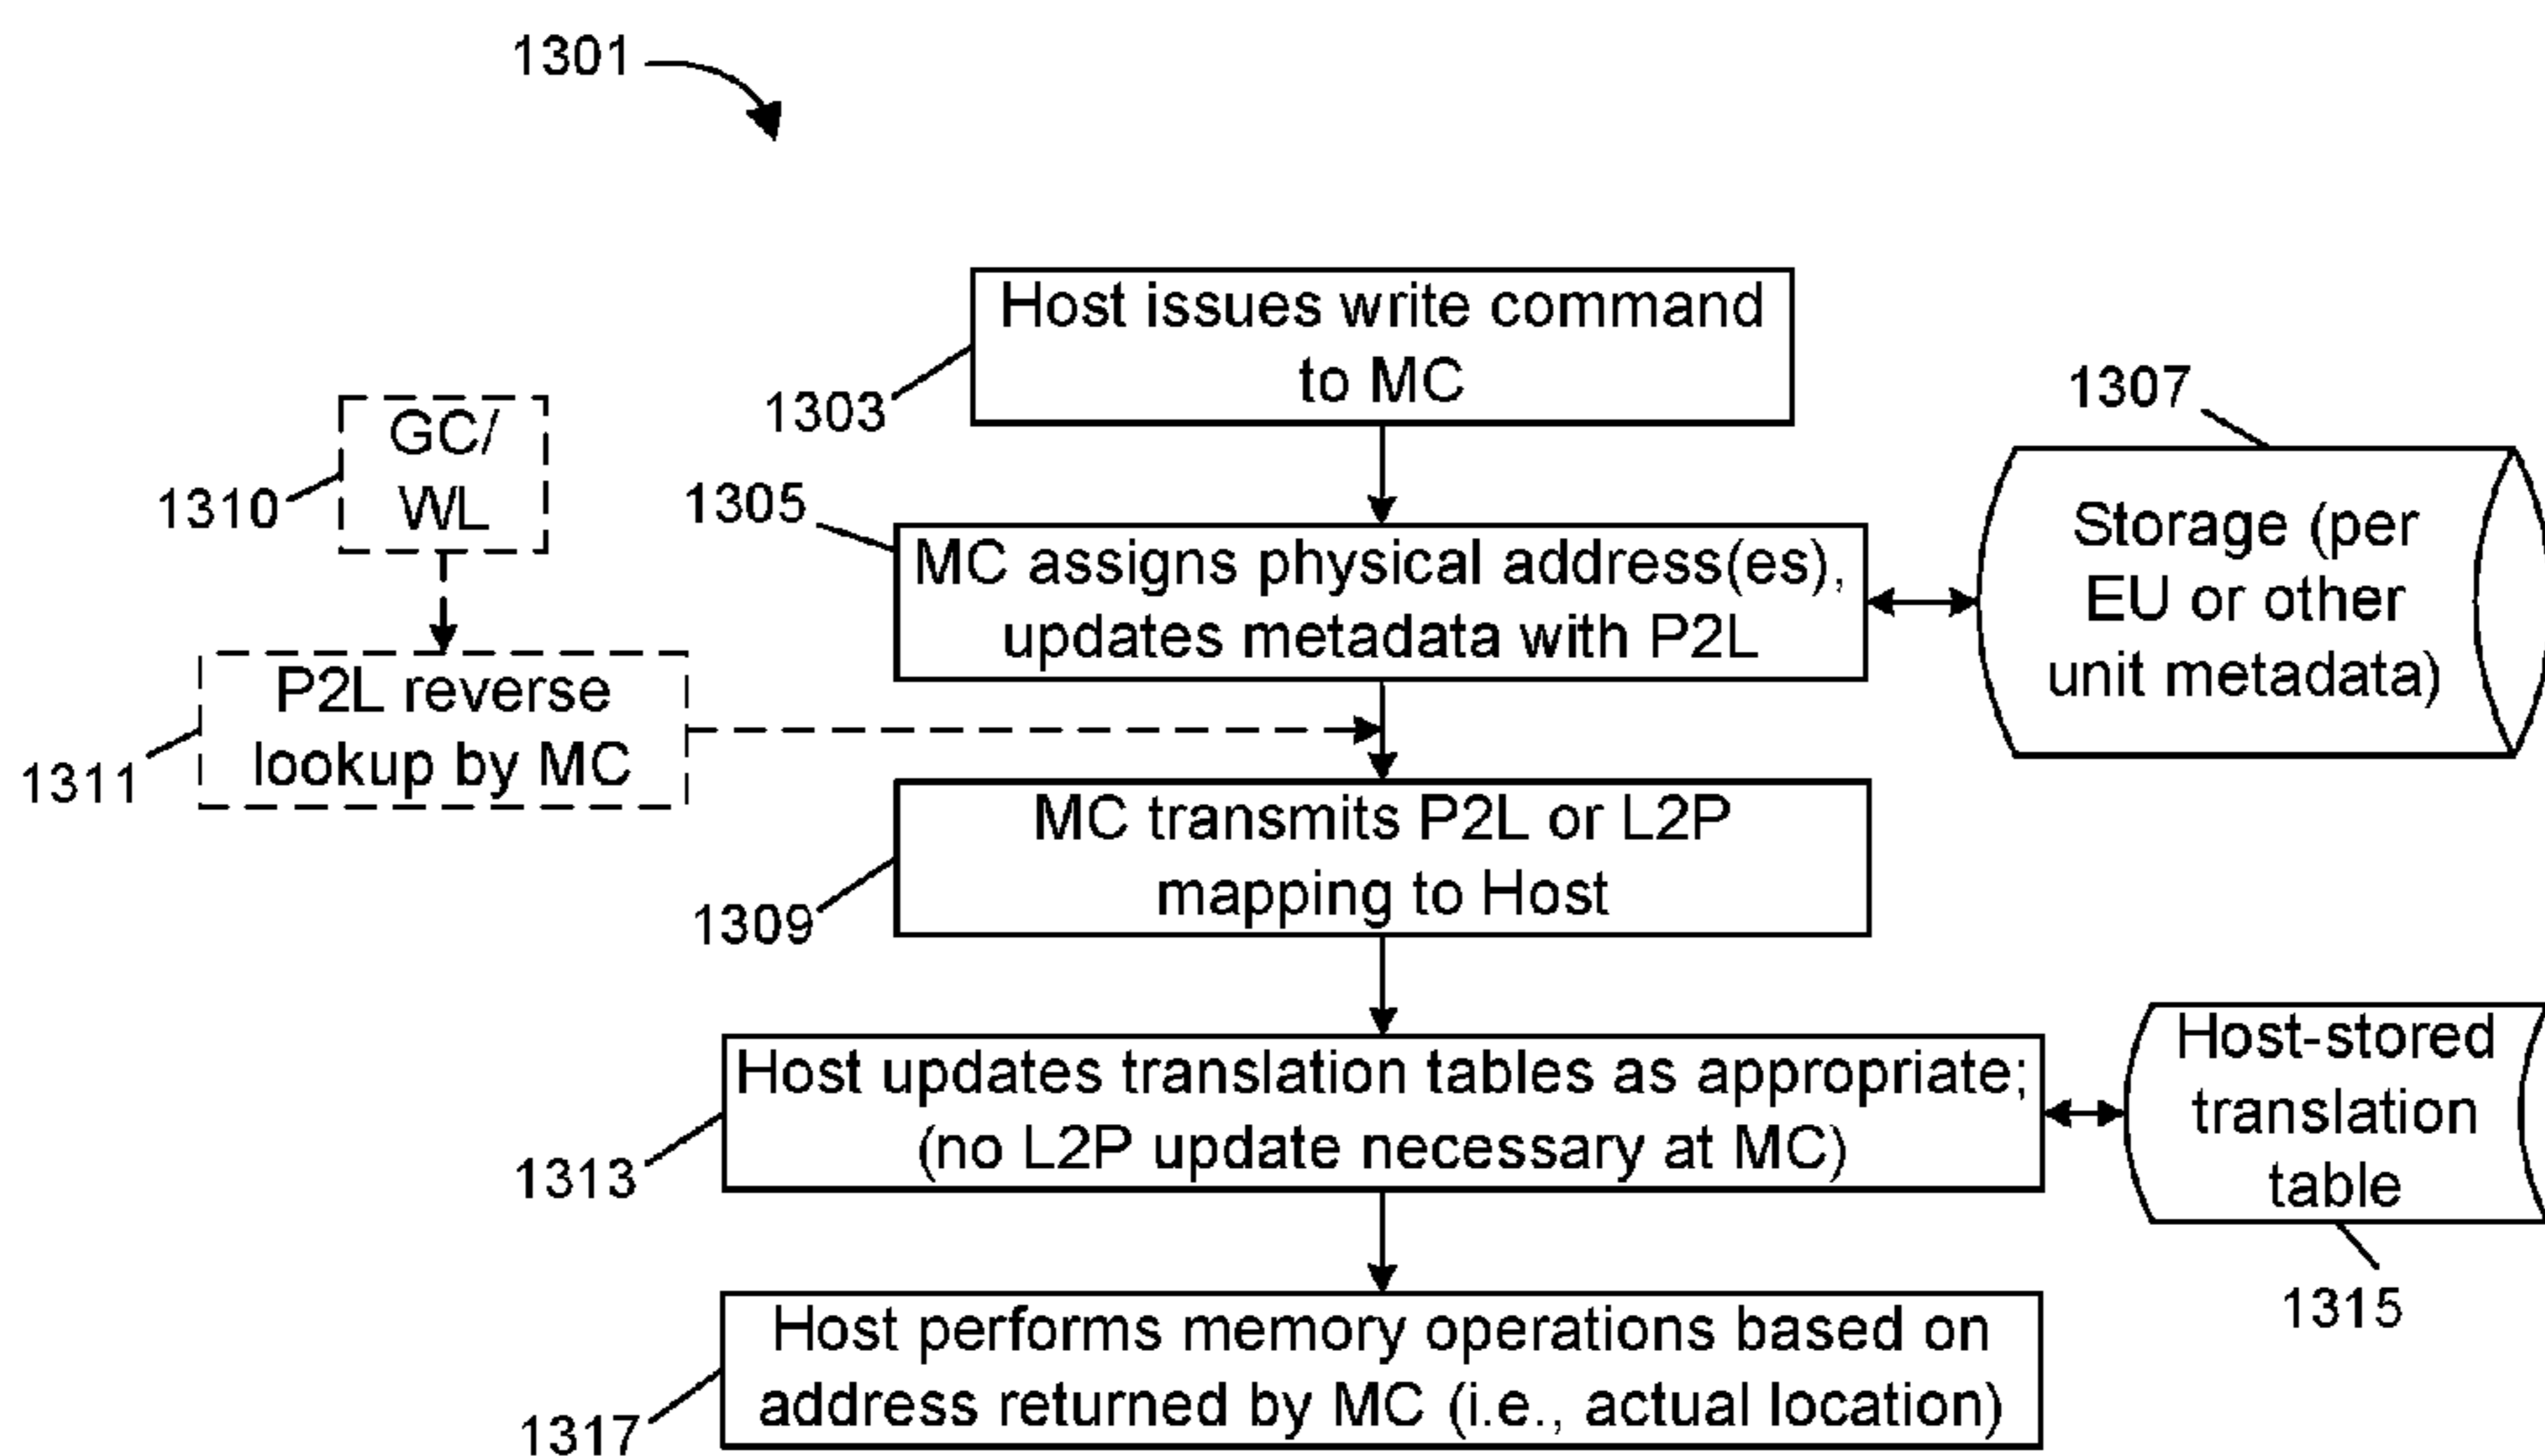 1301
Host issues write command
to MC
1303
1307
GC/
WL
1310
1305
MC assigns physical address(es),
updates metadata with P2L
Storage (per
EU or other
unit metadata)
P2L reverse
lookup by MC
1311
MC transmits P2L or L2P
mapping to Host
1309
Host updates translation tables as appropriate;
(no L2P update necessary at MC)
1313
Host-stored
translation
table
1315
Host performs memory operations based on
address returned by MC (i.e., actual location)
1317